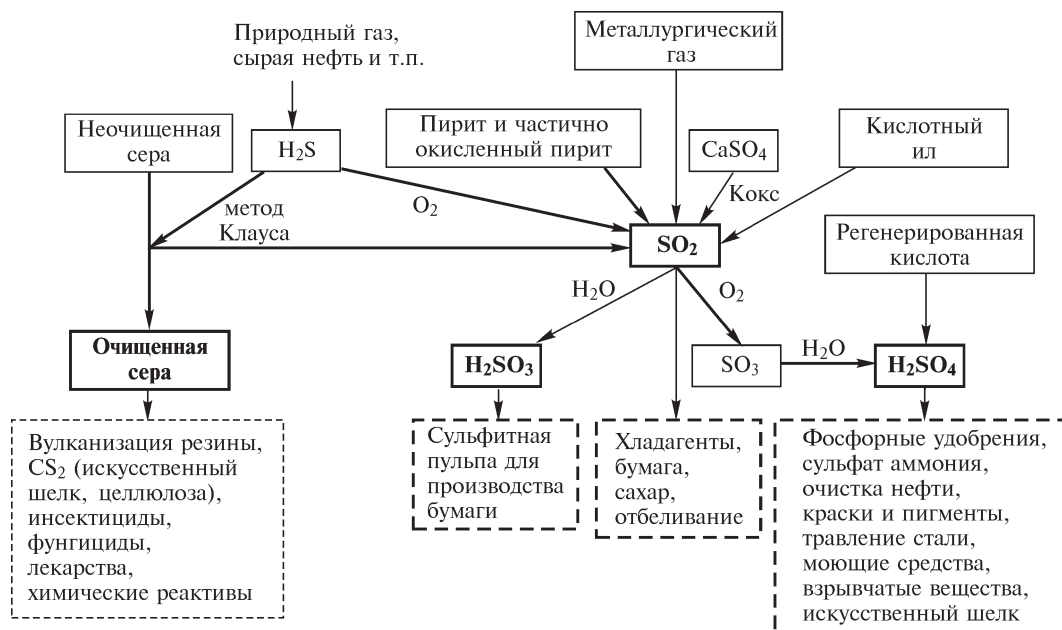 Природный газ,
сырая нефть и т.п.
Металлургический
газ
Неочищенная
сера
H₂S
Пирит и частично
окисленный пирит
CaSO₄
Кислотный
ил
Кокс
O₂
метод
Клауса
SO₂
Регенерированная
кислота
H₂O
O₂
Очищенная
сера
H₂SO₃
SO₃
H₂O
H₂SO₄
Вулканизация резины,
CS₂ (искусственный
шелк, целлюлоза),
инсектициды,
фунгициды,
лекарства,
химические реактивы
Сульфитная
пульпа для
производства
бумаги
Хладагенты,
бумага,
сахар,
отбеливание
Фосфорные удобрения,
сульфат аммония,
очистка нефти,
краски и пигменты,
травление стали,
моющие средства,
взрывчатые вещества,
искусственный шелк